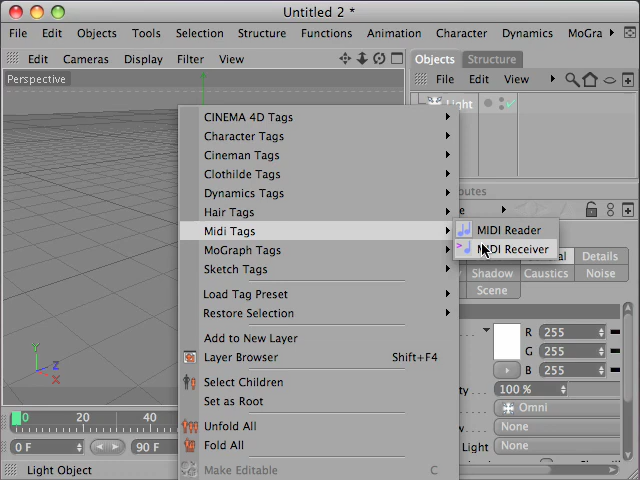 Untitled 2 *
File Edit Objects Tools Selection Structure Functions Animation Character Dynamics MoGra
Edit Cameras Display Filter View
Objects Structure
Perspective
File Edit View
Light
CINEMA 4D Tags
Character Tags
Cineman Tags
Clothilde Tags
Dynamics Tags
Hair Tags
Midi Tags
MoGraph Tags
Sketch Tags
Load Tag Preset
Restore Selection
Add to New Layer
Layer Browser Shift+F4
Select Children
Set as Root
Unfold All
Fold All
Make Editable C
MIDI Reader
MIDI Receiver
Details
Shadow Caustics Noise
Scene
R 255
G 255
B 255
100 %
Omni
None
Light None
Y
Z
X
0 20 40
0 F 90 F
Light Object